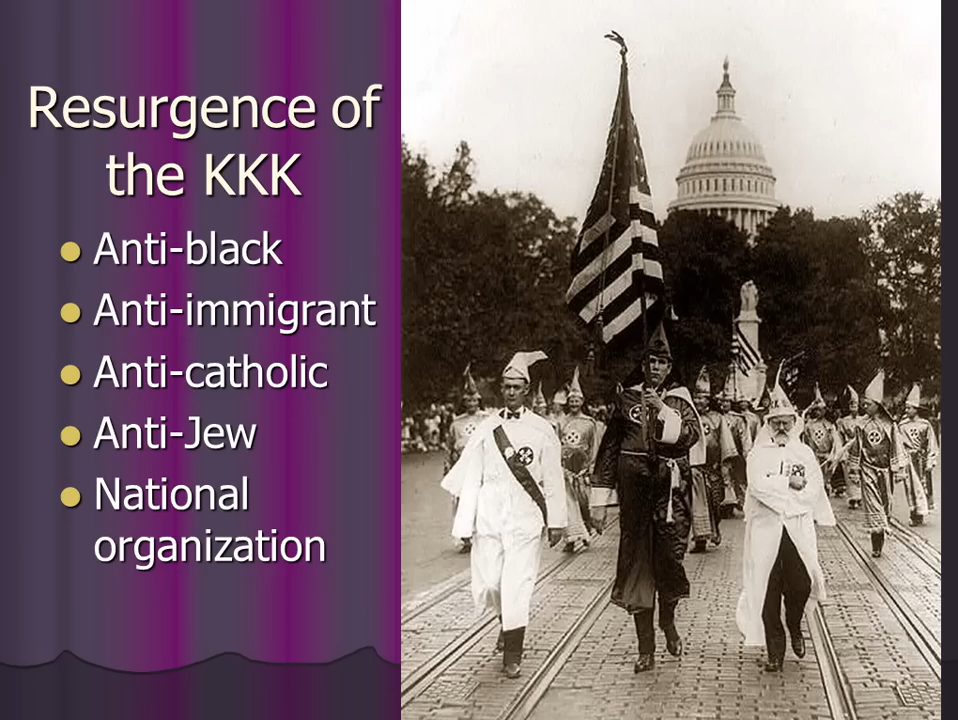 Resurgence of
the KKK
Anti-black
Anti-immigrant
Anti-catholic
Anti-Jew
National
organization